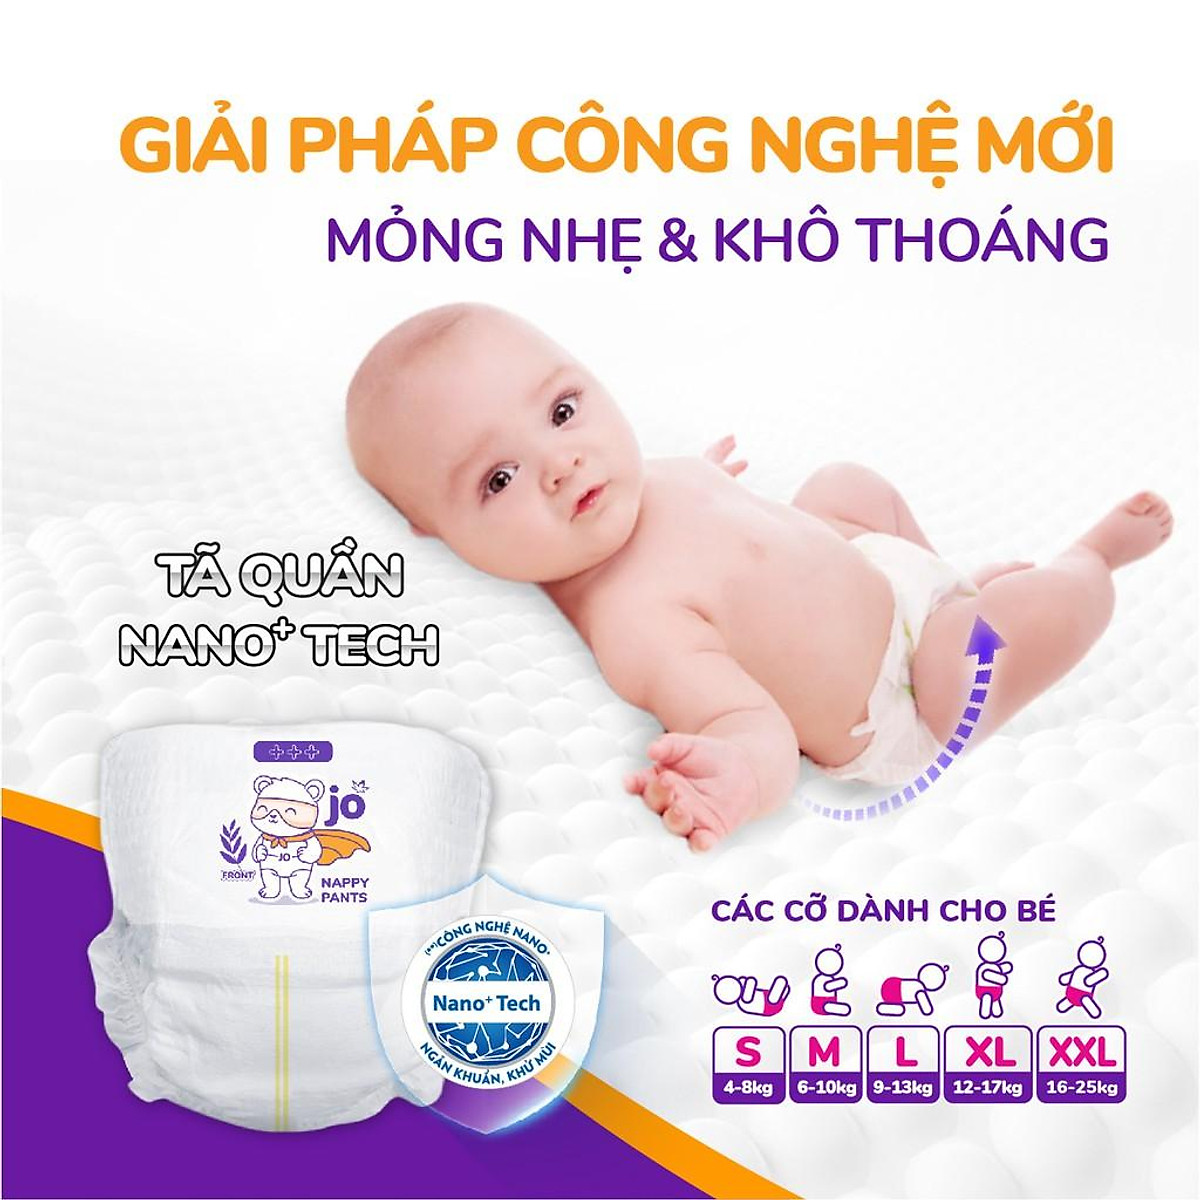 GIẢI PHÁP CÔNG NGHỆ MỚI
MỎNG NHẸ & KHÔ THOÁNG
TÃ QUẦN
NANO⁺ TECH
+++
jo
JO
FRONT
NAPPY
PANTS
(**)CÔNG NGHỆ NANO⁺
Nano⁺ Tech
NGĂN KHUẨN, KHỬ MÙI
CÁC CỠ DÀNH CHO BÉ
S M L XL XXL
4-8kg 6-10kg 9-13kg 12-17kg 16-25kg